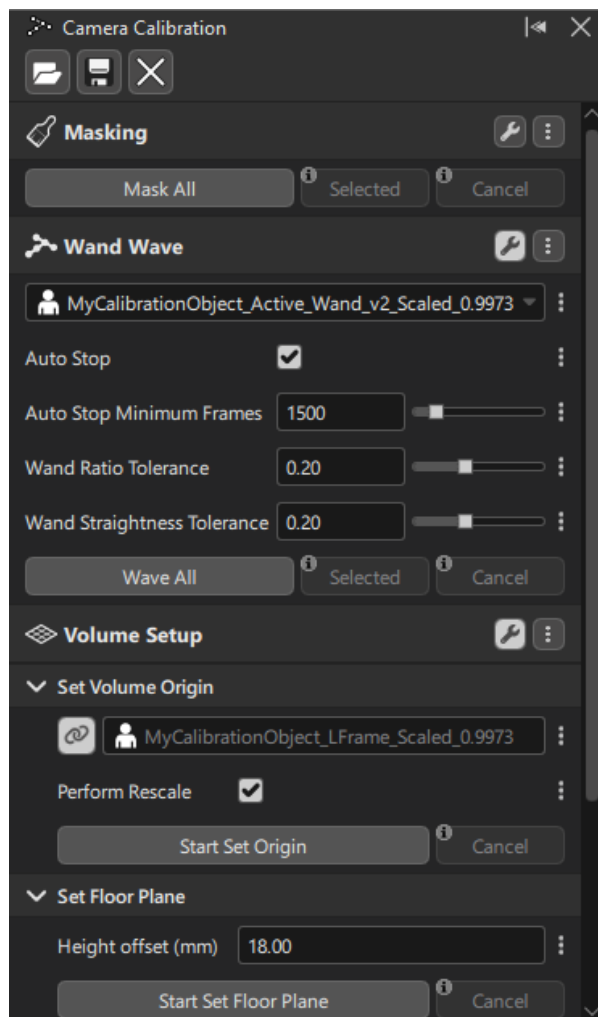 Camera Calibration
Masking
Mask All Selected Cancel
Wand Wave
MyCalibrationObject_Active_Wand_v2_Scaled_0.9973
Auto Stop
Auto Stop Minimum Frames 1500
Wand Ratio Tolerance 0.20
Wand Straightness Tolerance 0.20
Wave All Selected Cancel
Volume Setup
Set Volume Origin
MyCalibrationObject_LFrame_Scaled_0.9973
Perform Rescale
Start Set Origin Cancel
Set Floor Plane
Height offset (mm) 18.00
Start Set Floor Plane Cancel